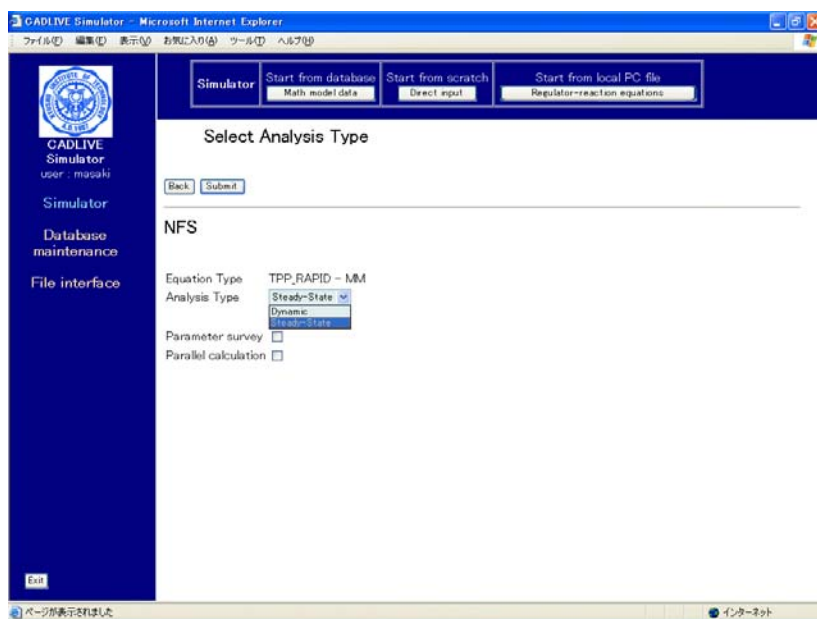 CADLIVE Simulator - Microsoft Internet Explorer
ファイル(F) 編集(E) 表示(V) お気に入り(A) ツール(T) ヘルプ(H)
Simulator
Start from database Start from scratch Start from local PC file
Math model data Direct input Regulator-reaction equations
CADLIVE
Simulator
user : masaki
Simulator
Database
maintenance
File interface
Exit
Select Analysis Type
Back Submit
NFS
Equation Type TPP_RAPID - MM
Analysis Type Steady-State
Dynamic
Steady-State
Parameter survey
Parallel calculation
ページが表示されました インターネット